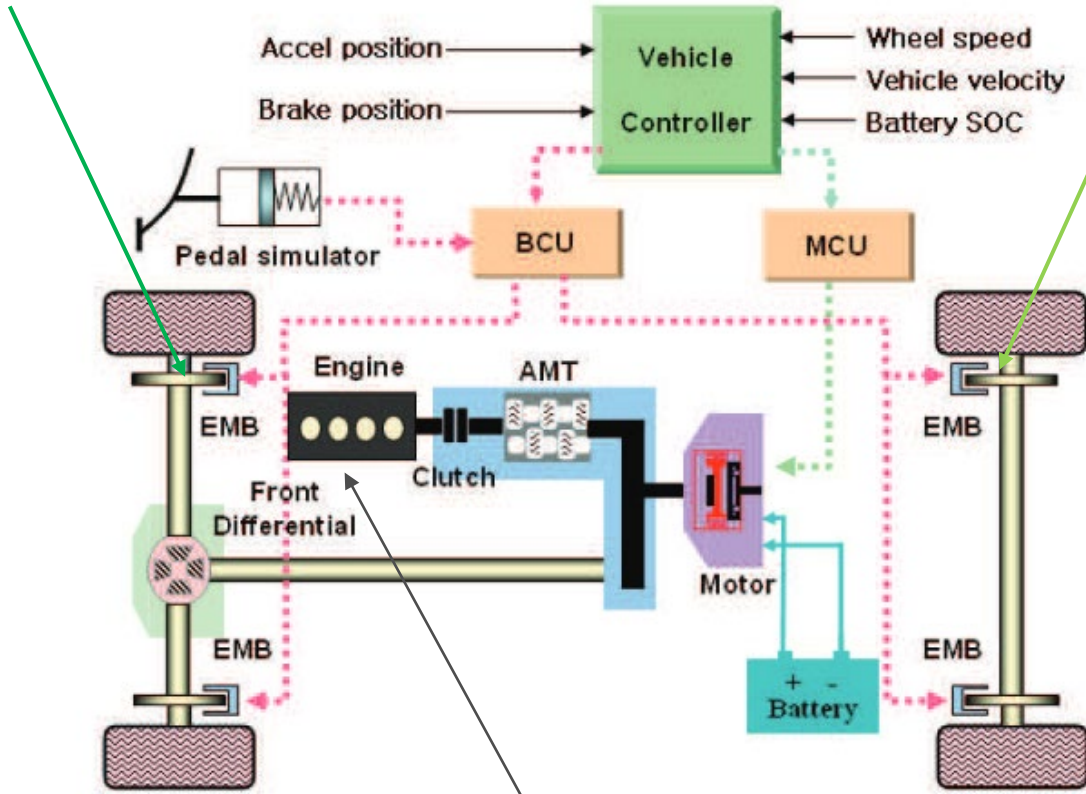 Accel position
Brake position
Vehicle
Controller
Wheel speed
Vehicle velocity
Battery SOC
Pedal simulator
BCU
MCU
Engine
AMT
EMB
EMB
Clutch
Front
Differential
Motor
EMB
EMB
+ -
Battery